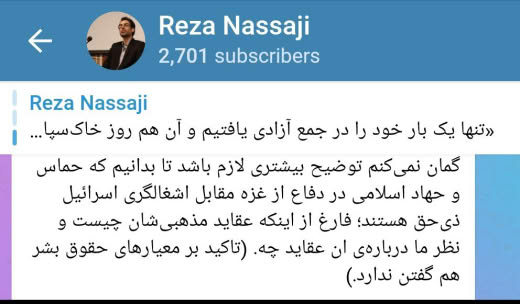 Reza Nassaji
2,701 subscribers
Reza Nassaji
«تنها یک بار خود را در جمع آزادی یافتیم و آن هم روز خاک‌سپا...
گمان نمی‌کنم توضیح بیشتری لازم باشد تا بدانیم که حماس
و جهاد اسلامی در دفاع از غزه مقابل اشغالگری اسرائیل
ذی‌حق هستند؛ فارغ از اینکه عقاید مذهبی‌شان چیست و
نظر ما درباره‌ی ان عقاید چه. (تاکید بر معیارهای حقوق بشر
هم گفتن ندارد.)